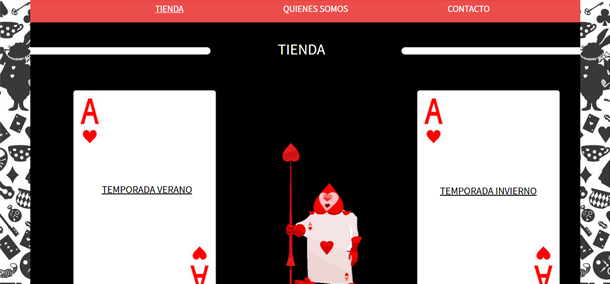 TIENDA QUIENES SOMOS CONTACTO
TIENDA
A A
TEMPORADA VERANO TEMPORADA INVIERNO
A A A A